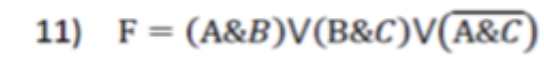 11) F = (A&B)V(B&C)V(A&C)